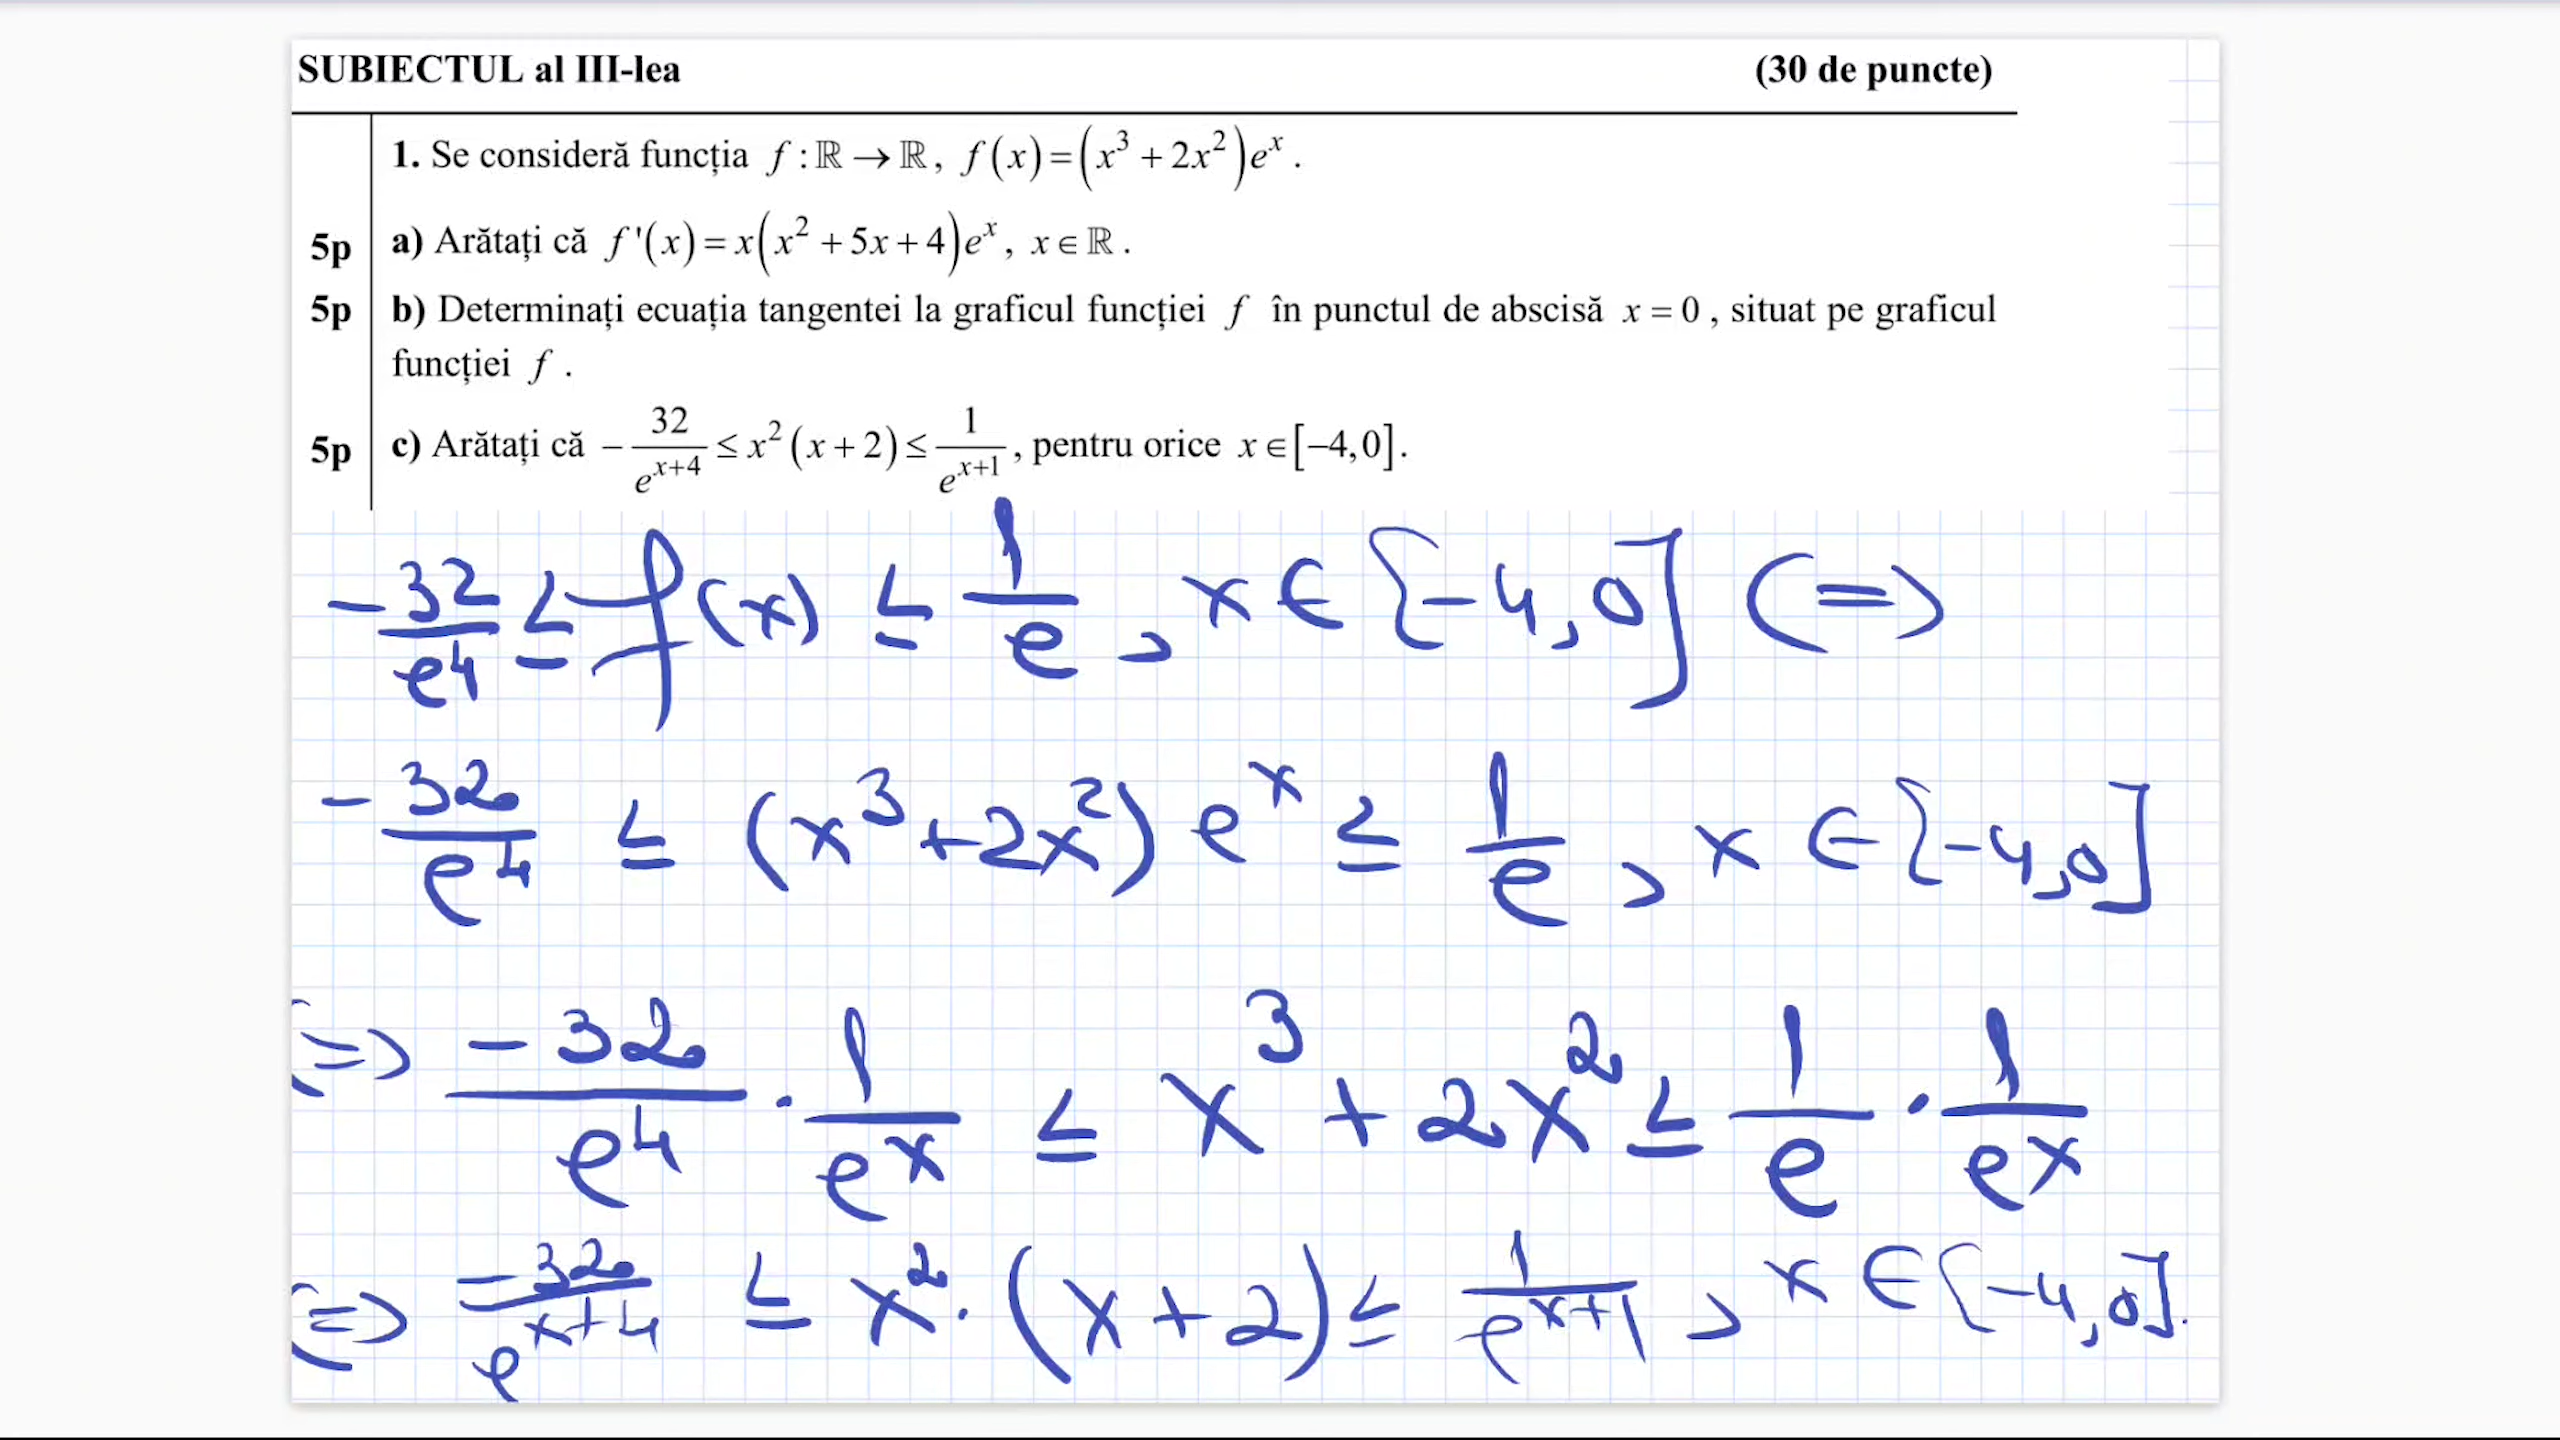 SUBIECTUL al III-lea (30 de puncte)
1. Se consideră funcția f : ℝ → ℝ, f(x) = (x³ + 2x²)eˣ .
5p a) Arătați că f'(x) = x(x² + 5x + 4)eˣ , x ∈ ℝ .
5p b) Determinați ecuația tangentei la graficul funcției f în punctul de abscisă x = 0 , situat pe graficul
funcției f .
5p c) Arătați că −32/e^(x+4) ≤ x²(x + 2) ≤ 1/e^(x+1) , pentru orice x ∈ [−4,0].
−32/e⁴ ≤ f(x) ≤ 1/e , x ∈ [−4,0] (=)
−32/e⁴ ≤ (x³+2x²) eˣ ≤ 1/e , x ∈ [−4,0]
(=) −32/e⁴ · 1/eˣ ≤ x³ + 2x² ≤ 1/e · 1/eˣ
(=) −32/e^(x+4) ≤ x² · (x+2) ≤ 1/e^(x+1) , x ∈ [−4,0].